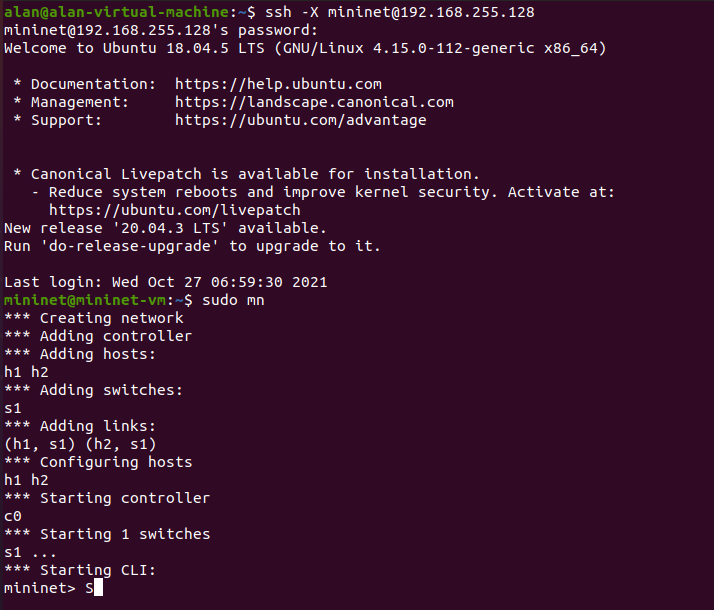 alan@alan-virtual-machine:~$ ssh -X mininet@192.168.255.128
mininet@192.168.255.128's password:
Welcome to Ubuntu 18.04.5 LTS (GNU/Linux 4.15.0-112-generic x86_64)

 * Documentation:  https://help.ubuntu.com
 * Management:     https://landscape.canonical.com
 * Support:        https://ubuntu.com/advantage


 * Canonical Livepatch is available for installation.
   - Reduce system reboots and improve kernel security. Activate at:
     https://ubuntu.com/livepatch
New release '20.04.3 LTS' available.
Run 'do-release-upgrade' to upgrade to it.

Last login: Wed Oct 27 06:59:30 2021
mininet@mininet-vm:~$ sudo mn
*** Creating network
*** Adding controller
*** Adding hosts:
h1 h2
*** Adding switches:
s1
*** Adding links:
(h1, s1) (h2, s1)
*** Configuring hosts
h1 h2
*** Starting controller
c0
*** Starting 1 switches
s1 ...
*** Starting CLI:
mininet> S